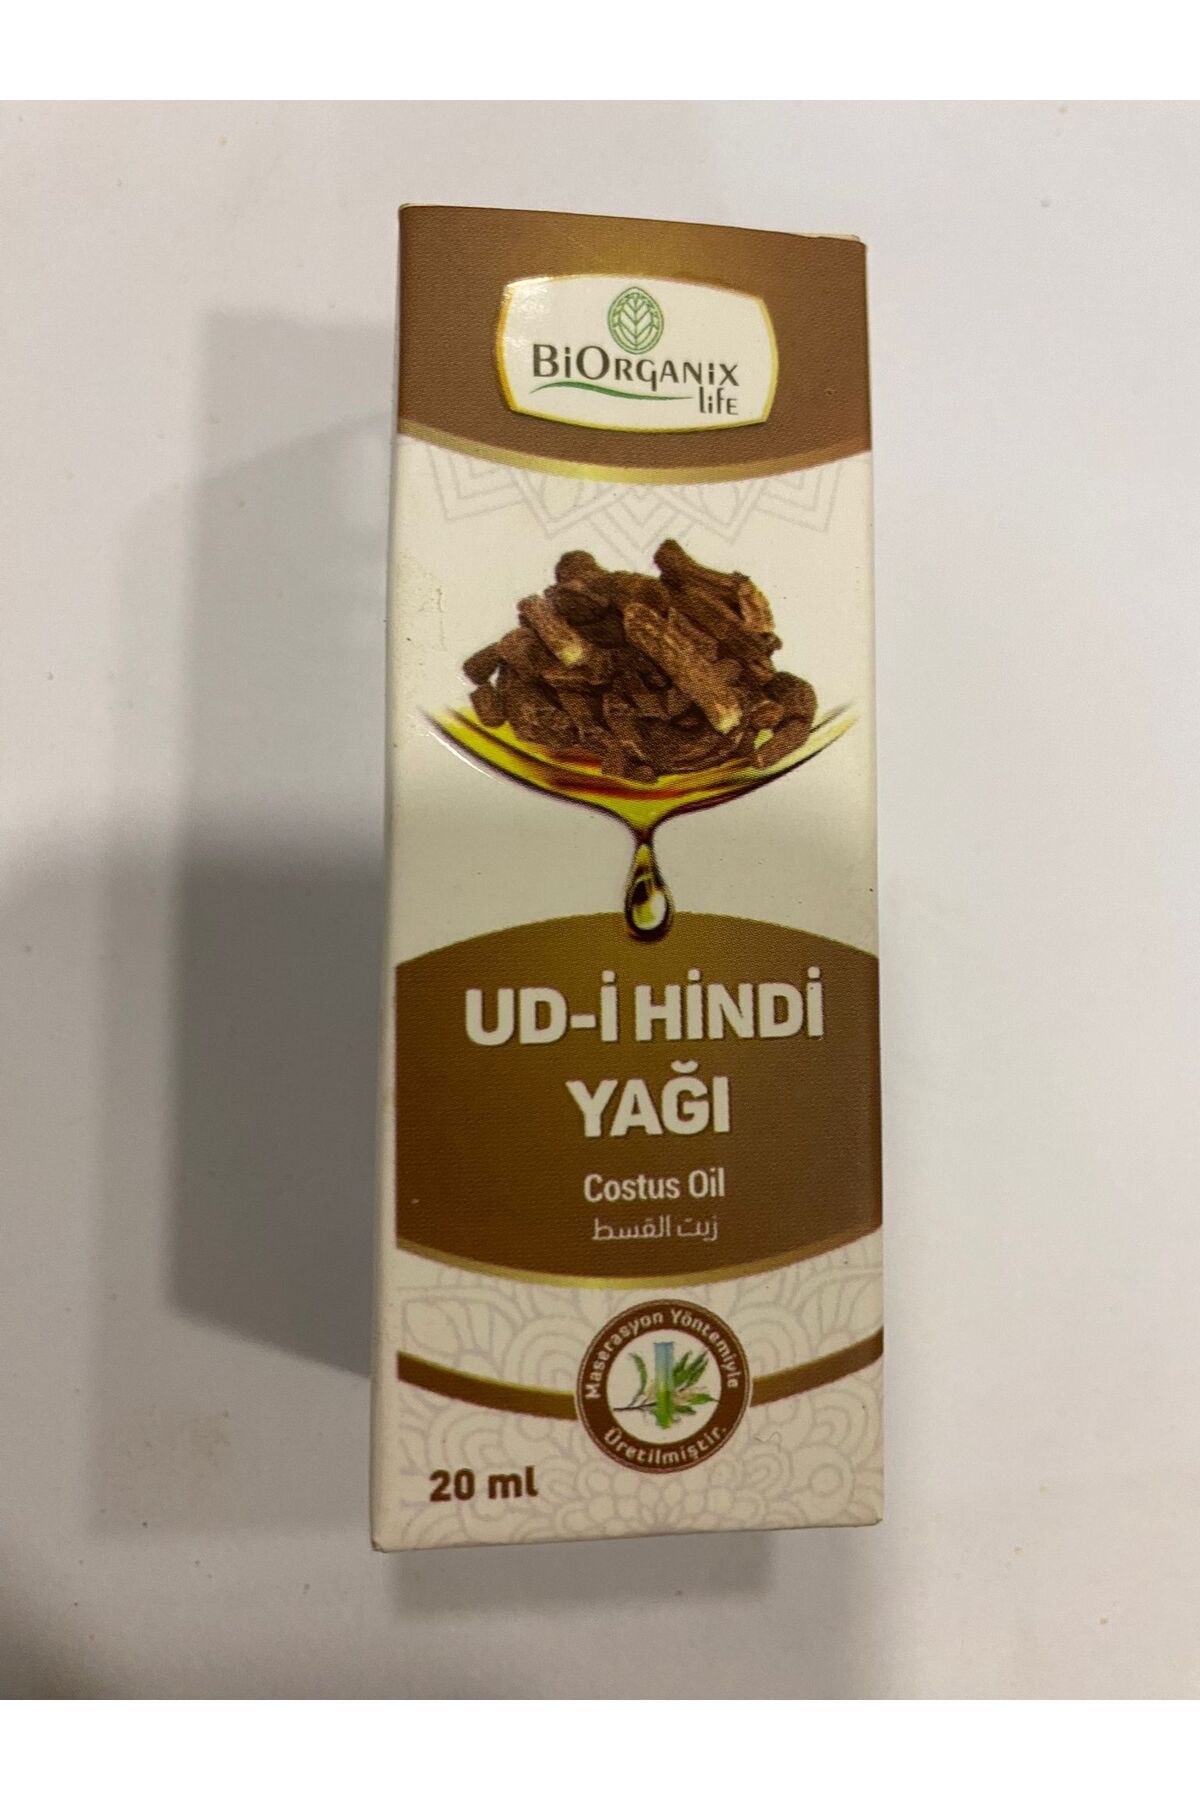 BiORGANiX
lifE
UD-İ HİNDİ
YAĞI
Costus Oil
زيت القسط
Maserasyon Yöntemiyle
Üretilmiştir.
20 ml